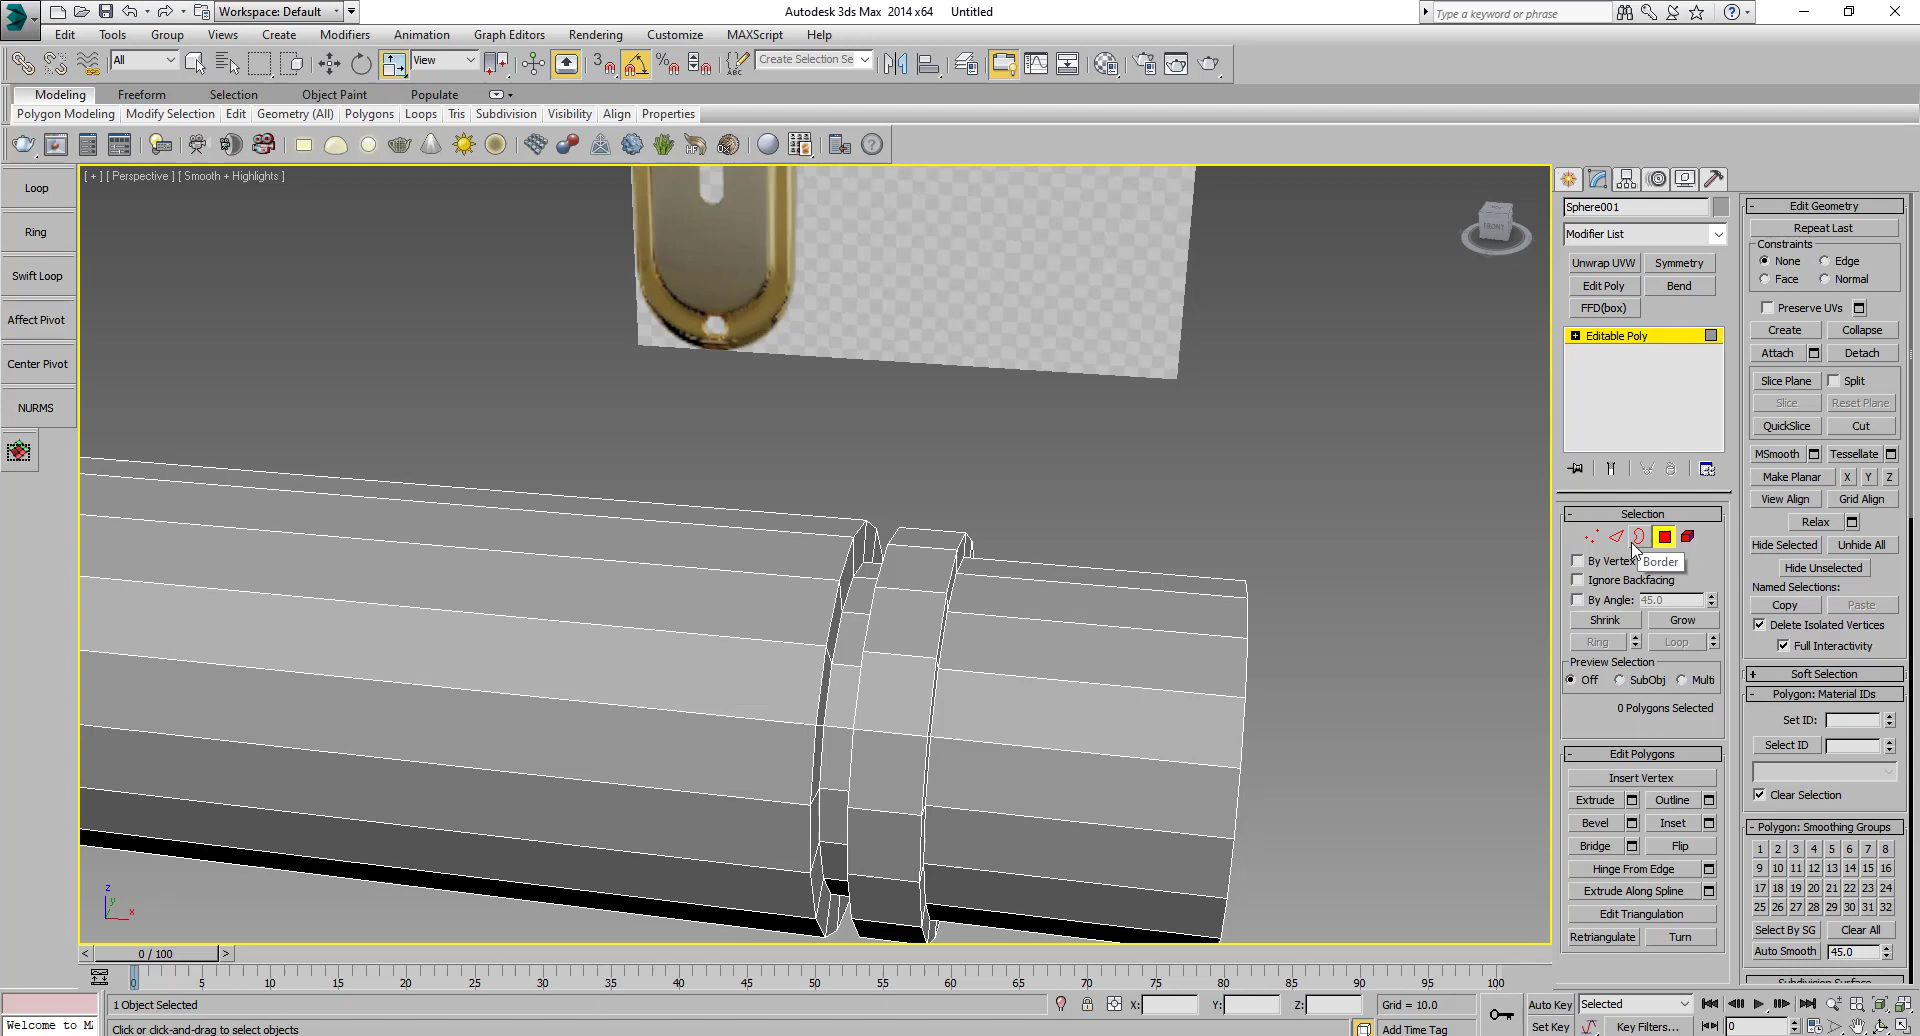 Workspace: Default
Autodesk 3ds Max  2014 x64    Untitled
Type a keyword or phrase
Edit Tools Group Views Create Modifiers Animation Graph Editors Rendering Customize MAXScript Help
All View 3 Create Selection Se
Modeling Freeform Selection Object Paint Populate
Polygon Modeling Modify Selection Edit Geometry (All) Polygons Loops Tris Subdivision Visibility Align Properties
Loop
Ring
Swift Loop
Affect Pivot
Center Pivot
NURMS
[ + ] [ Perspective ] [ Smooth + Highlights ]
FRONT
z
y
x
Sphere001
Modifier List
Unwrap UVW Symmetry
Edit Poly Bend
FFD(box)
Editable Poly
- Selection
By Vertex
Border
Ignore Backfacing
By Angle: 45.0
Shrink Grow
Ring Loop
Preview Selection
Off SubObj Multi
0 Polygons Selected
- Edit Polygons
Insert Vertex
Extrude Outline
Bevel Inset
Bridge Flip
Hinge From Edge
Extrude Along Spline
Edit Triangulation
Retriangulate Turn
- Edit Geometry
Repeat Last
Constraints
None Edge
Face Normal
Preserve UVs
Create Collapse
Attach Detach
Slice Plane Split
Slice Reset Plane
QuickSlice Cut
MSmooth Tessellate
Make Planar X Y Z
View Align Grid Align
Relax
Hide Selected Unhide All
Hide Unselected
Named Selections:
Copy Paste
Delete Isolated Vertices
Full Interactivity
+ Soft Selection
- Polygon: Material IDs
Set ID:
Select ID
Clear Selection
- Polygon: Smoothing Groups
1 2 3 4 5 6 7 8
9 10 11 12 13 14 15 16
17 18 19 20 21 22 23 24
25 26 27 28 29 30 31 32
Select By SG Clear All
Auto Smooth 45.0
Subdivision Surface
< 0 / 100 >
0 5 10 15 20 25 30 35 40 45 50 55 60 65 70 75 80 85 90 95 100
1 Object Selected X: Y: Z: Grid = 10.0 Auto Key Selected
Welcome to M Click or click-and-drag to select objects Add Time Tag Set Key Key Filters... 0